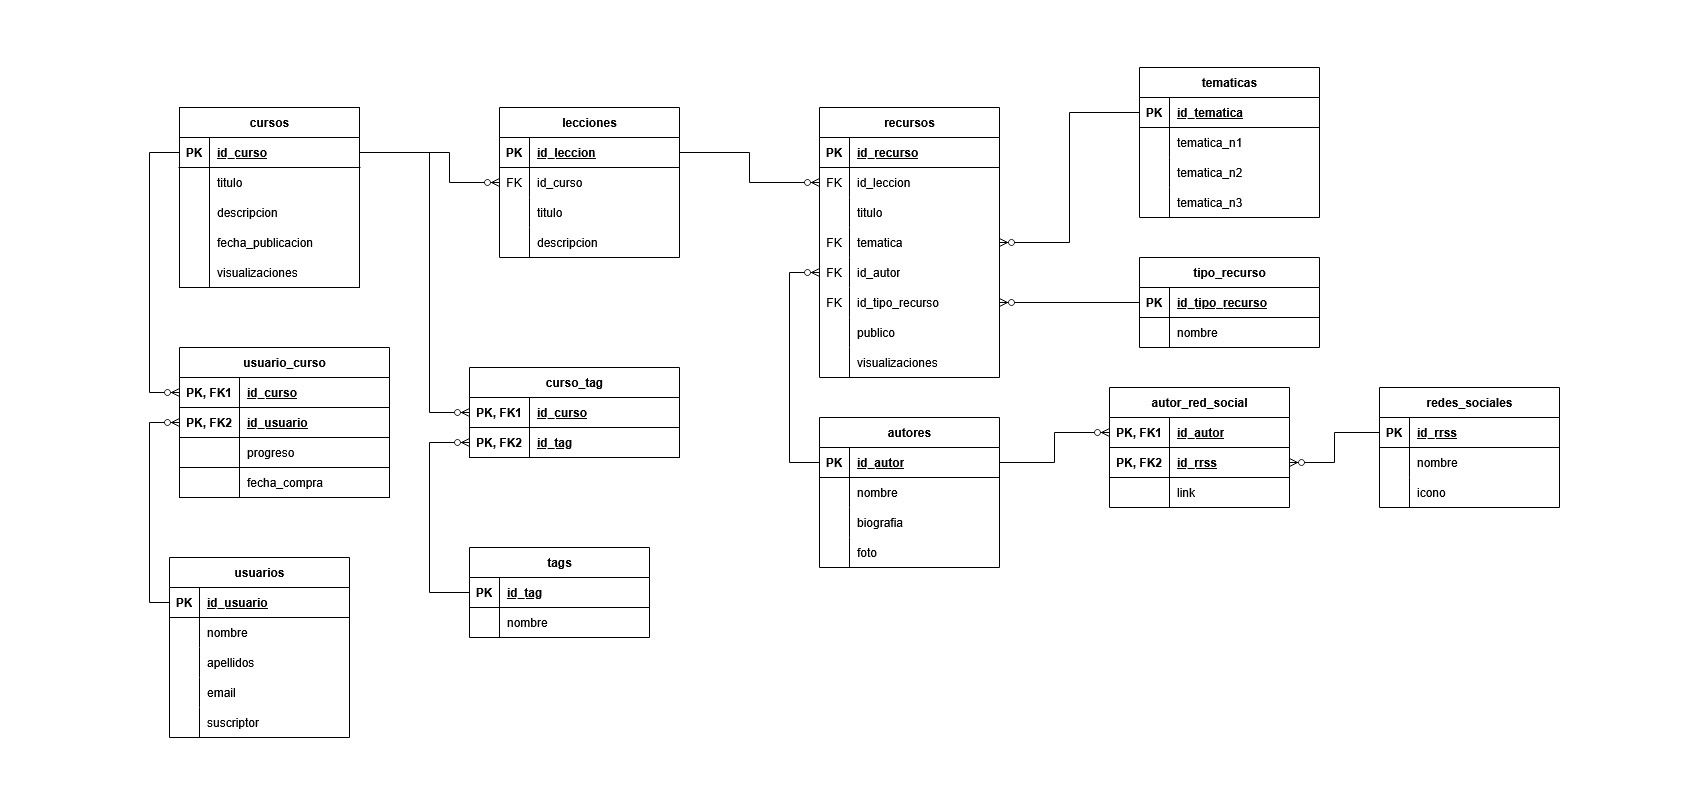 cursos
PK id_curso
titulo
descripcion
fecha_publicacion
visualizaciones
lecciones
PK id_leccion
FK id_curso
titulo
descripcion
recursos
PK id_recurso
FK id_leccion
titulo
FK tematica
FK id_autor
FK id_tipo_recurso
publico
visualizaciones
tematicas
PK id_tematica
tematica_n1
tematica_n2
tematica_n3
tipo_recurso
PK id_tipo_recurso
nombre
usuario_curso
PK, FK1 id_curso
PK, FK2 id_usuario
progreso
fecha_compra
curso_tag
PK, FK1 id_curso
PK, FK2 id_tag
autores
PK id_autor
nombre
biografia
foto
autor_red_social
PK, FK1 id_autor
PK, FK2 id_rrss
link
redes_sociales
PK id_rrss
nombre
icono
usuarios
PK id_usuario
nombre
apellidos
email
suscriptor
tags
PK id_tag
nombre